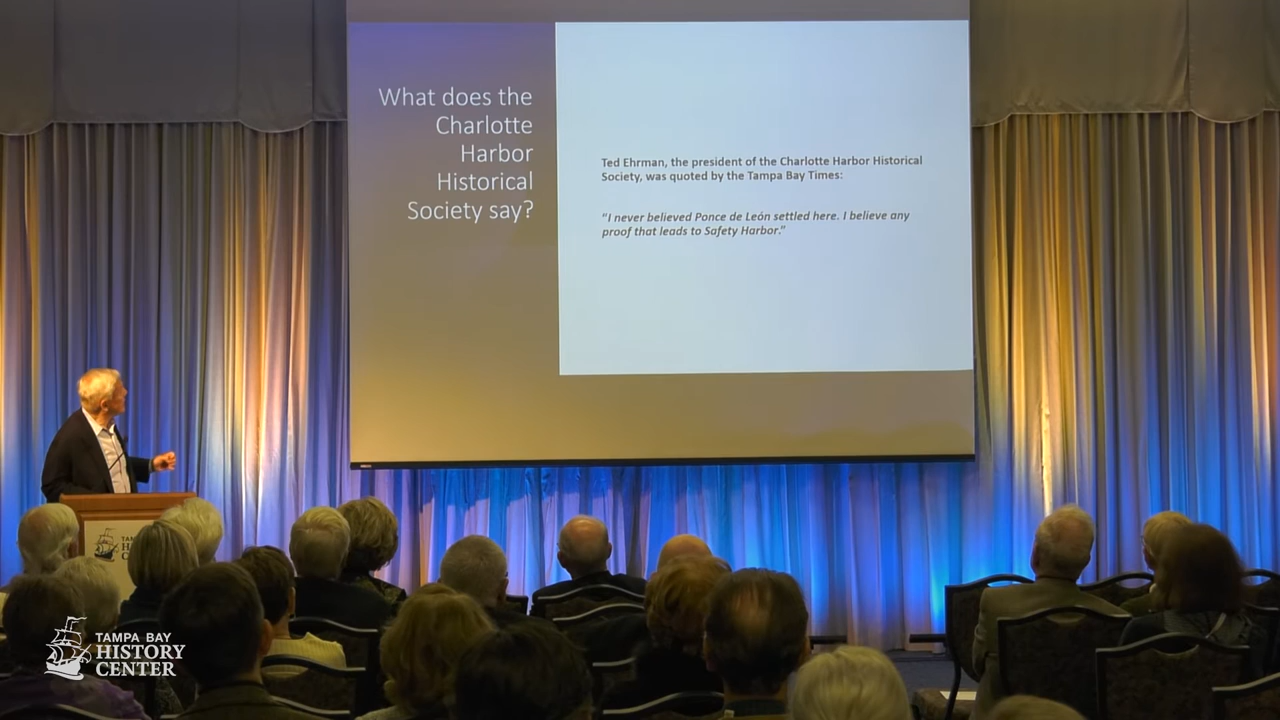 What does the
Charlotte
Harbor
Historical
Society say?
Ted Ehrman, the president of the Charlotte Harbor Historical
Society, was quoted by the Tampa Bay Times:
“I never believed Ponce de León settled here. I believe any
proof that leads to Safety Harbor.”
TAMPA BAY
HISTORY
CENTER